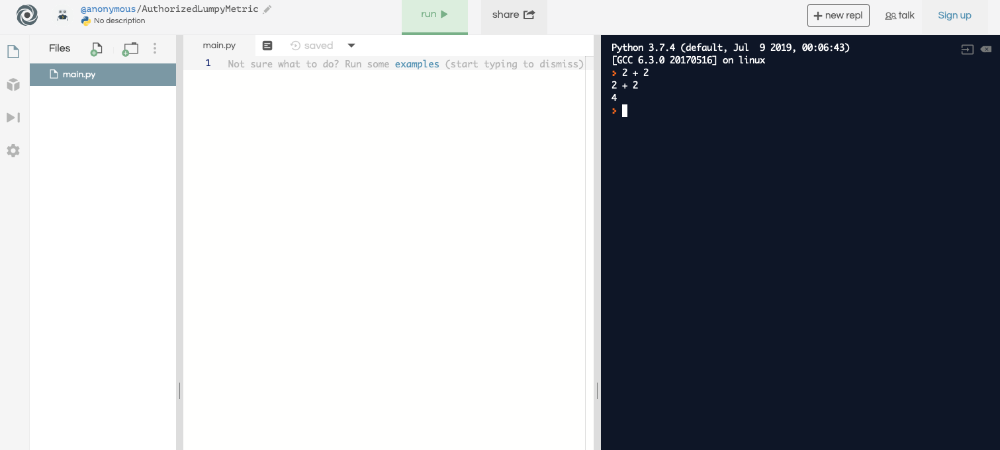 @anonymous/AuthorizedLumpyMetric
No description
run
share
+ new repl
talk
Sign up
Files
main.py
main.py
saved
1 Not sure what to do? Run some examples (start typing to dismiss)
Python 3.7.4 (default, Jul  9 2019, 00:06:43)
[GCC 6.3.0 20170516] on linux
> 2 + 2
2 + 2
4
>